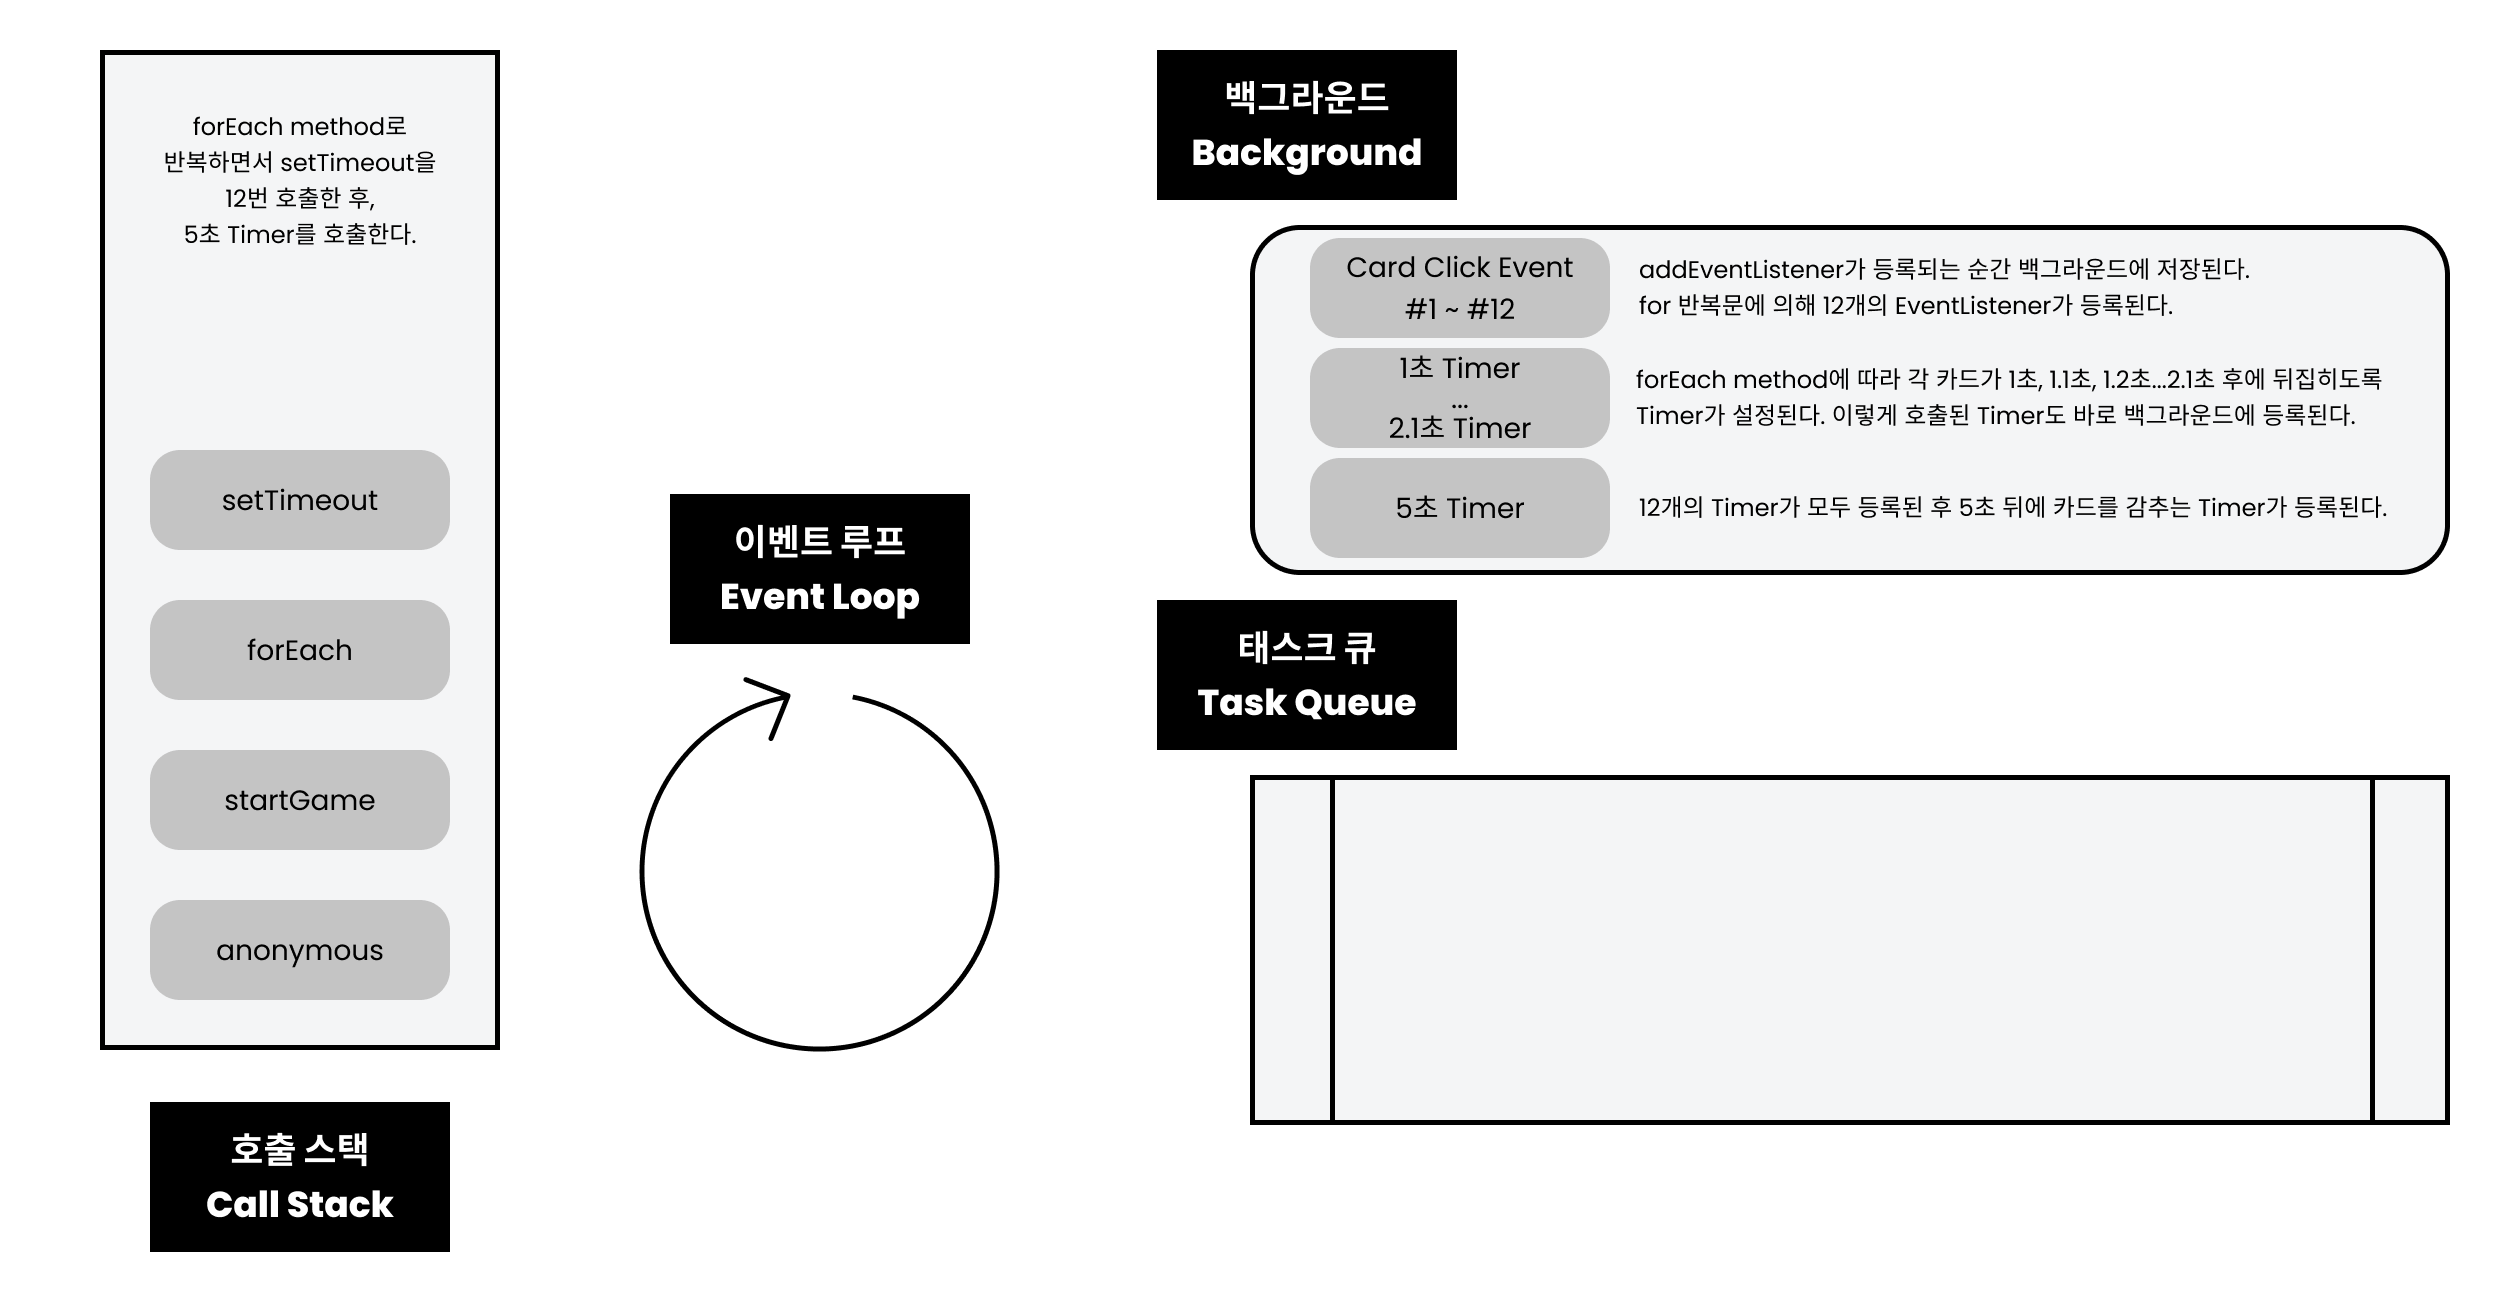 forEach method로
반복하면서 setTimeout을
12번 호출한 후,
5초 Timer를 호출한다.
setTimeout
forEach
startGame
anonymous
호출 스택
Call Stack
이벤트 루프
Event Loop
백그라운드
Background
Card Click Event
#1 ~ #12
addEventListener가 등록되는 순간 백그라운드에 저장된다.
for 반복문에 의해 12개의 EventListener가 등록된다.
1초 Timer
...
2.1초 Timer
forEach method에 따라 각 카드가 1초, 1.1초, 1.2초...2.1초 후에 뒤집히도록
Timer가 설정된다. 이렇게 호출된 Timer도 바로 백그라운드에 등록된다.
5초 Timer
12개의 Timer가 모두 등록된 후 5초 뒤에 카드를 감추는 Timer가 등록된다.
태스크 큐
Task Queue